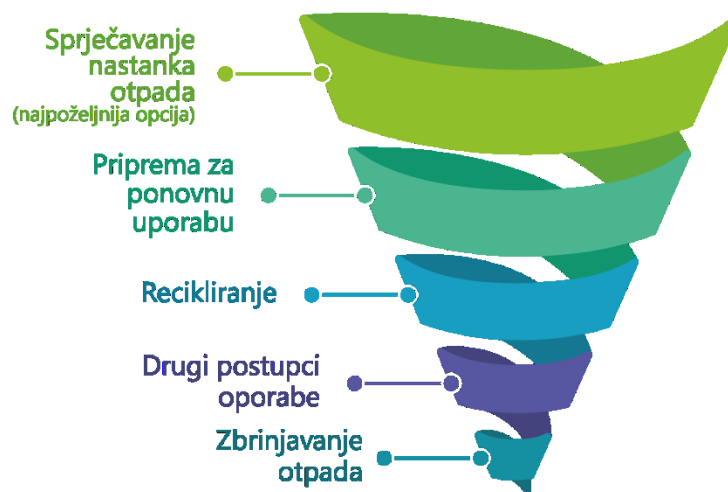 Sprječavanje
nastanka
otpada
(najpoželjnija opcija)
Priprema za
ponovnu
uporabu
Recikliranje
Drugi postupci
oporabe
Zbrinjavanje
otpada